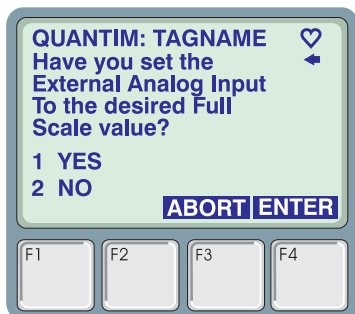 QUANTIM: TAGNAME
Have you set the
External Analog Input
To the desired Full
Scale value?
1 YES
2 NO
ABORT ENTER
F1 F2 F3 F4